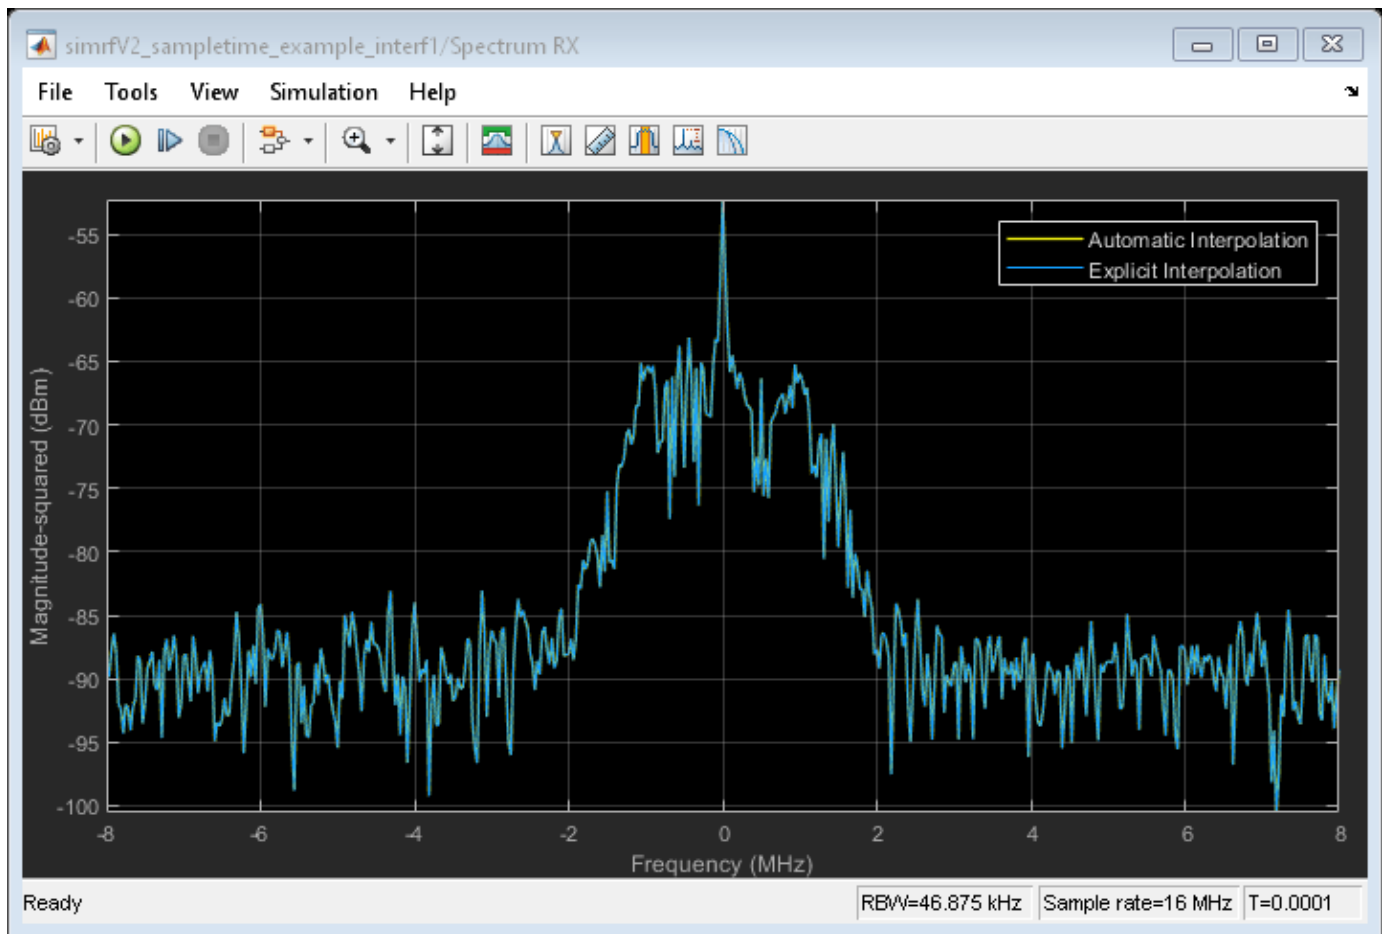 simrfV2_sampletime_example_interf1/Spectrum RX
File Tools View Simulation Help
Automatic Interpolation
Explicit Interpolation
-55
-60
-65
-70
-75
-80
-85
-90
-95
-100
Magnitude-squared (dBm)
-8 -6 -4 -2 0 2 4 6 8
Frequency (MHz)
Ready RBW=46.875 kHz Sample rate=16 MHz T=0.0001